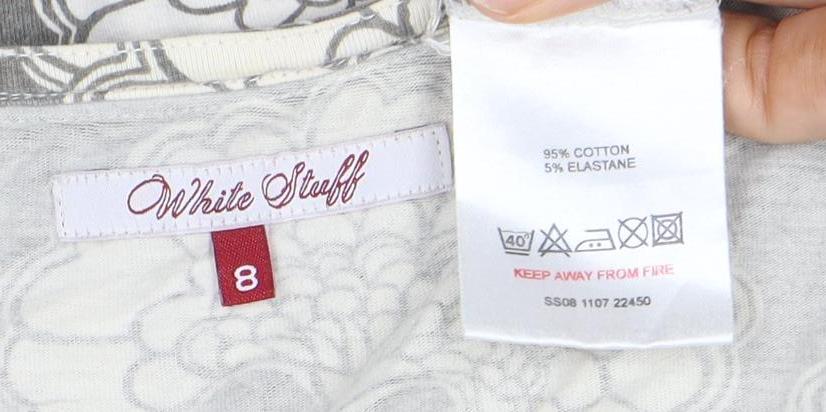 White Stuff
8
95% COTTON
5% ELASTANE
40°
KEEP AWAY FROM FIRE
SS08 1107 22450